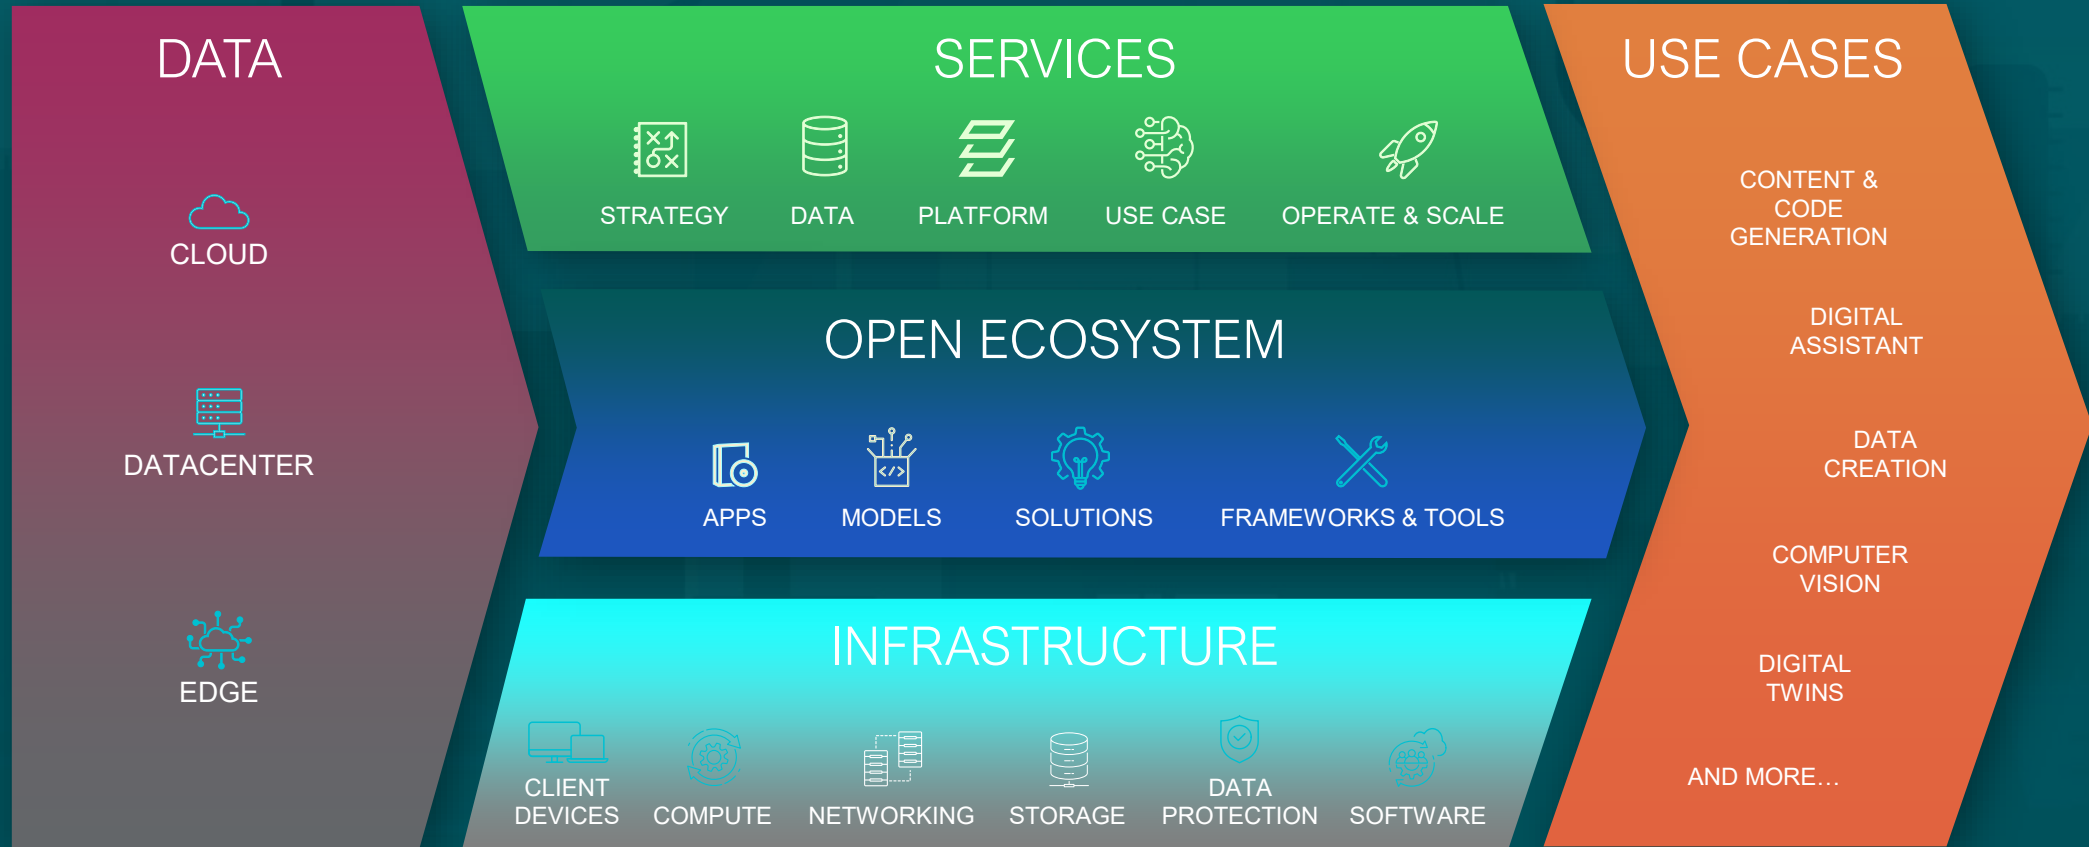 DATA
CLOUD
DATACENTER
EDGE
SERVICES
STRATEGY
DATA
PLATFORM
USE CASE
OPERATE & SCALE
OPEN ECOSYSTEM
APPS
MODELS
SOLUTIONS
FRAMEWORKS & TOOLS
INFRASTRUCTURE
CLIENT
DEVICES
COMPUTE
NETWORKING
STORAGE
DATA
PROTECTION
SOFTWARE
USE CASES
CONTENT &
CODE
GENERATION
DIGITAL
ASSISTANT
DATA
CREATION
COMPUTER
VISION
DIGITAL
TWINS
AND MORE...